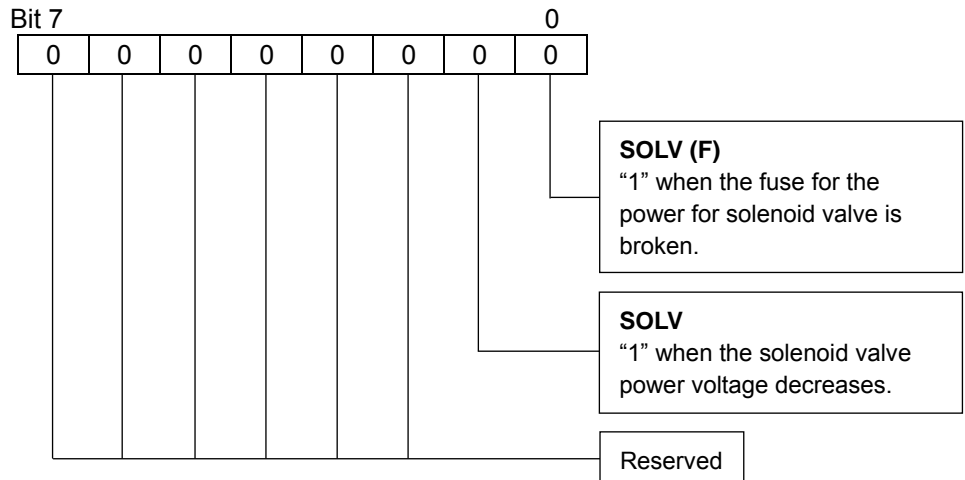 Bit 7 0
0 0 0 0 0 0 0 0
SOLV (F)
“1” when the fuse for the
power for solenoid valve is
broken.
SOLV
“1” when the solenoid valve
power voltage decreases.
Reserved